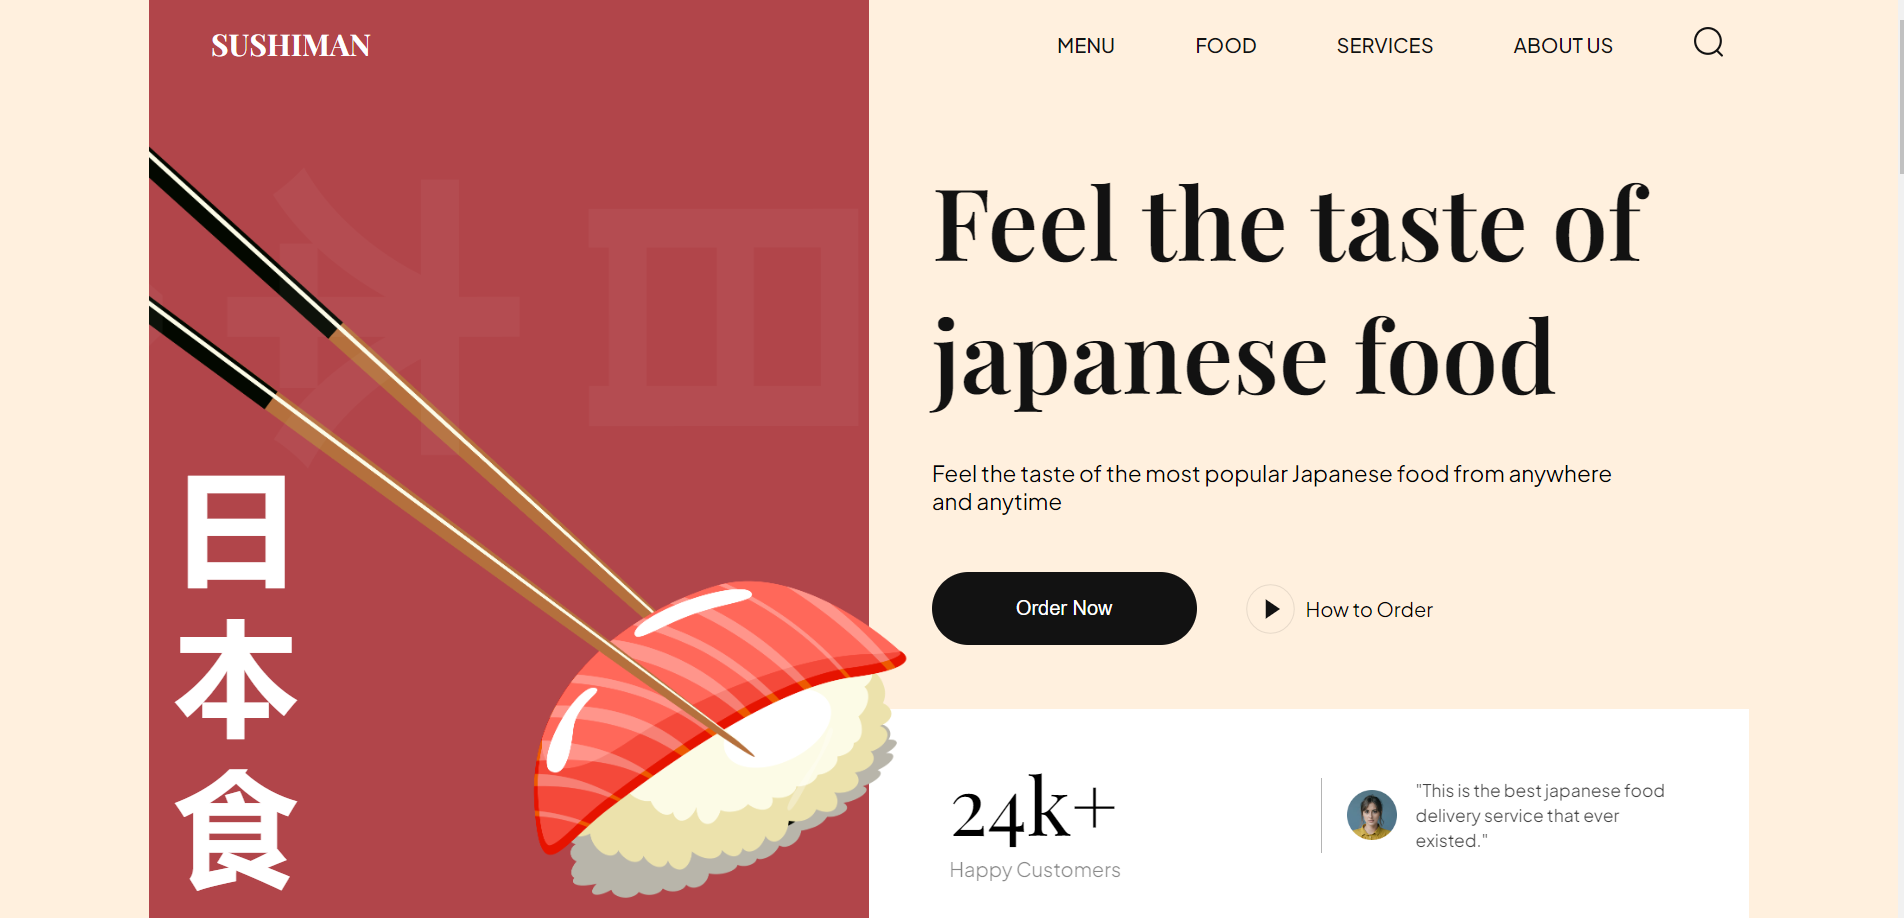 SUSHIMAN
MENU FOOD SERVICES ABOUT US
Feel the taste of
japanese food
Feel the taste of the most popular Japanese food from anywhere
and anytime
Order Now
How to Order
日本食
日本
24k+
Happy Customers
"This is the best japanese food
delivery service that ever
existed."